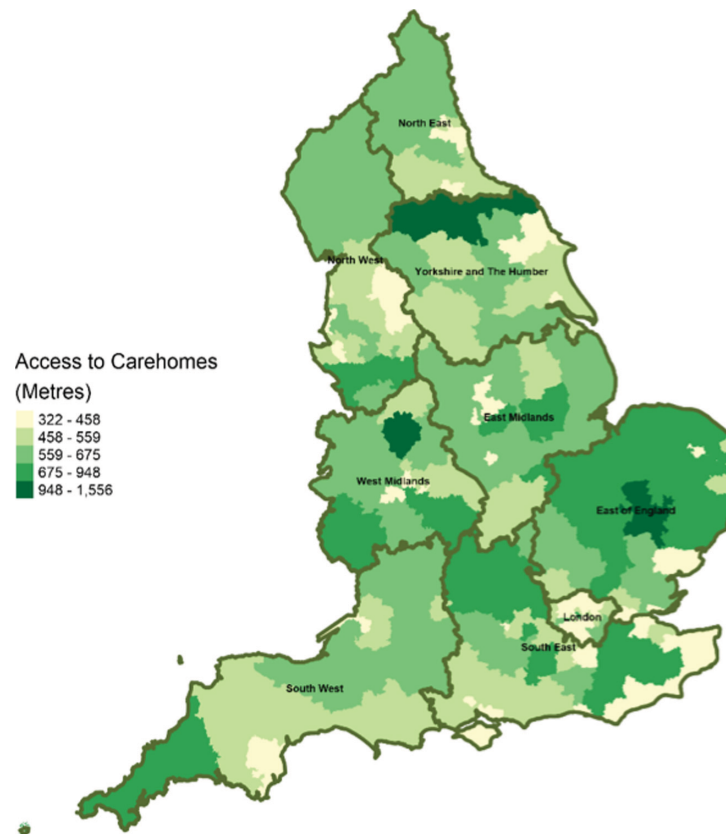 North East
North West
Yorkshire and The Humber
Access to Carehomes
(Metres)
322 - 458
458 - 559
559 - 675
675 - 948
948 - 1,556
East Midlands
West Midlands
East of England
London
South East
South West